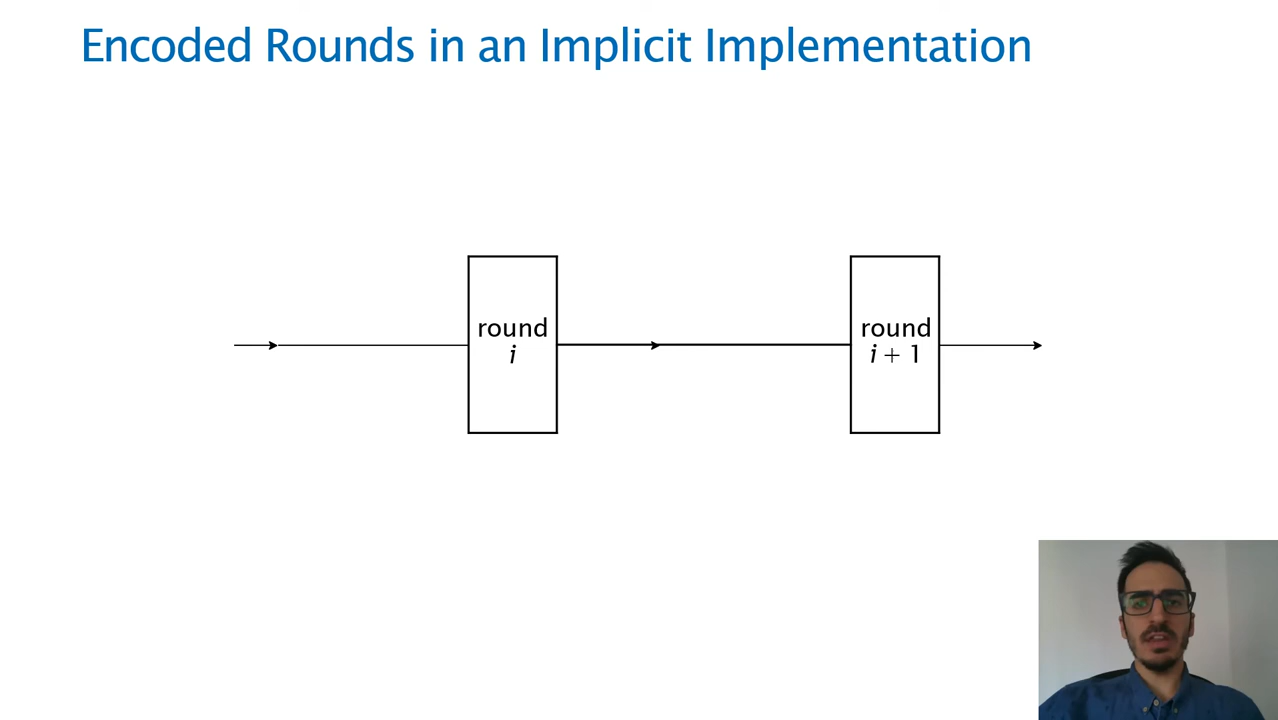 Encoded Rounds in an Implicit Implementation
round
i
round
i + 1